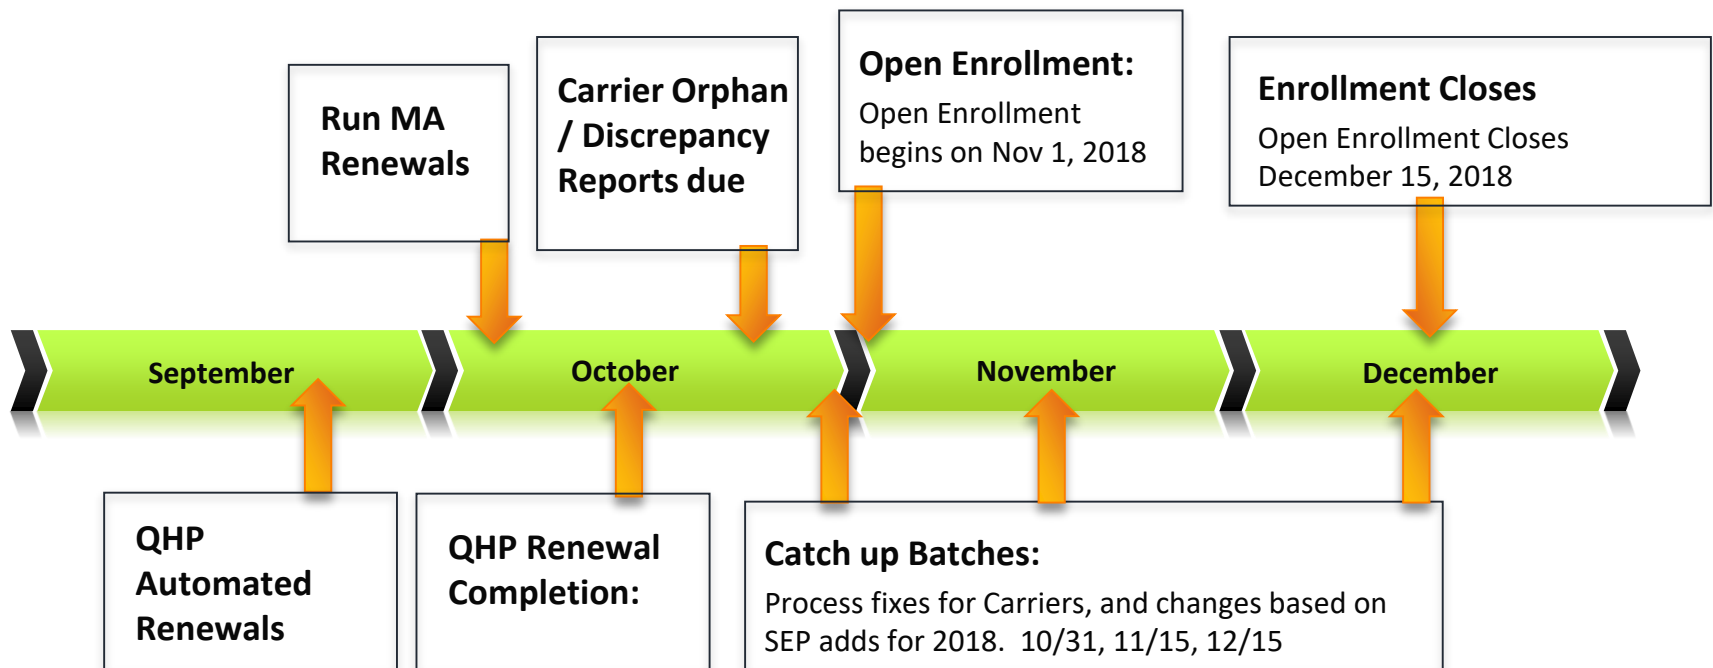 Run MA
Renewals
Carrier Orphan
/ Discrepancy
Reports due
Open Enrollment:
Open Enrollment
begins on Nov 1, 2018
Enrollment Closes
Open Enrollment Closes
December 15, 2018
September
October
November
December
QHP
Automated
Renewals
QHP Renewal
Completion:
Catch up Batches:
Process fixes for Carriers, and changes based on
SEP adds for 2018.  10/31, 11/15, 12/15